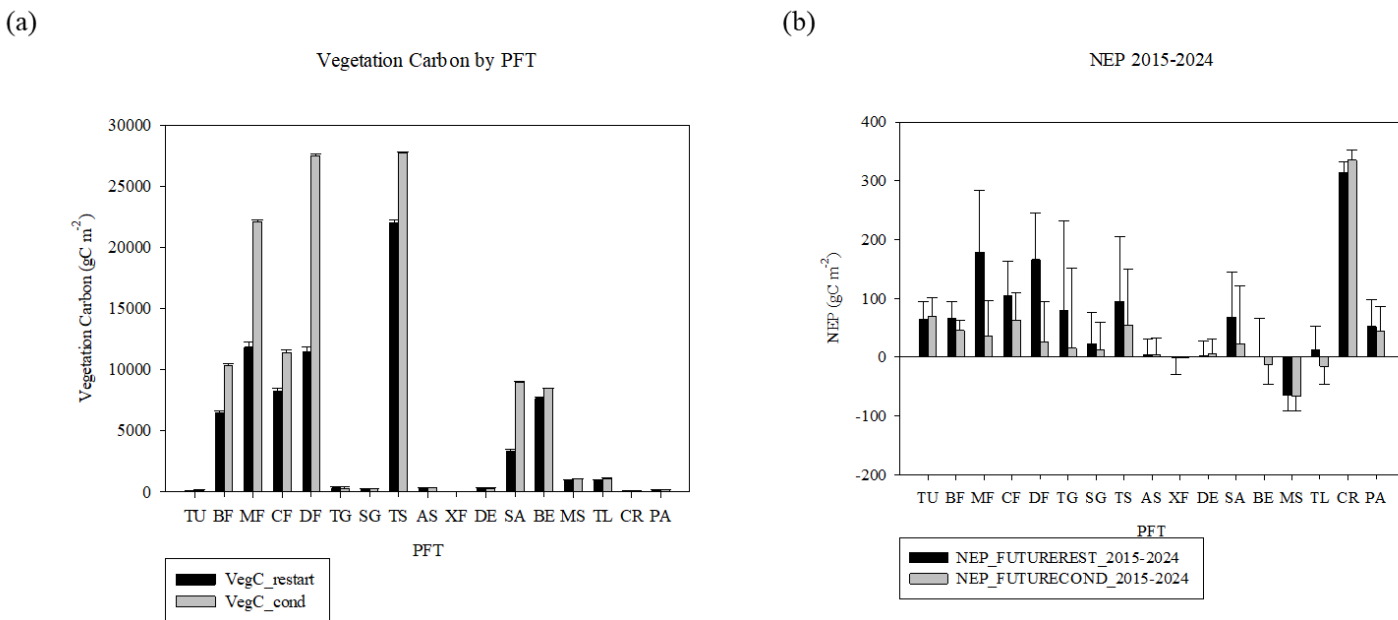 (a)
Vegetation Carbon by PFT
Vegetation Carbon (gC m-2)
30000
25000
20000
15000
10000
5000
0
TU BF MF CF DF TG SG TS AS XF DE SA BE MS TL CR PA
PFT
VegC_restart
VegC_cond
(b)
NEP 2015-2024
NEP (gC m-2)
400
300
200
100
0
-100
-200
TU BF MF CF DF TG SG TS AS XF DE SA BE MS TL CR PA
PFT
NEP_FUTUREREST_2015-2024
NEP_FUTURECOND_2015-2024